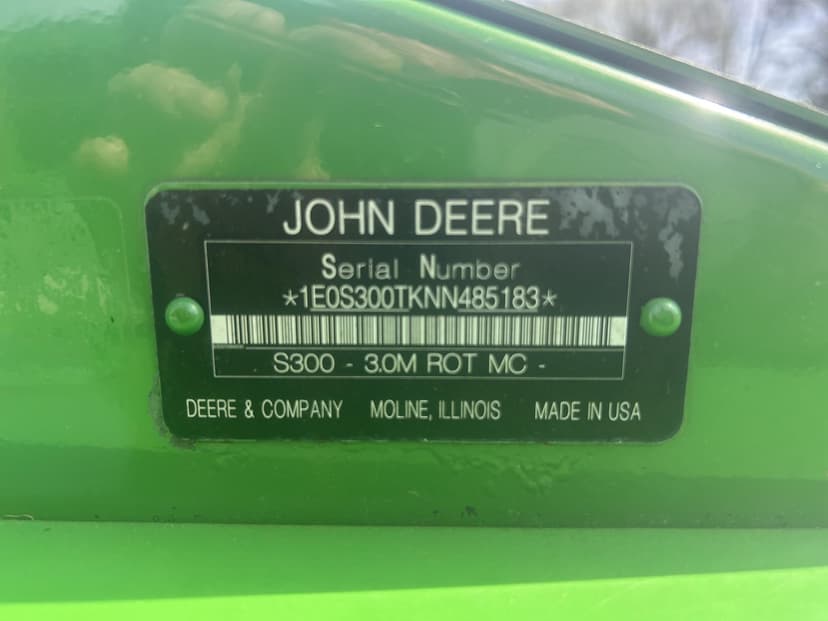 JOHN DEERE
Serial Number
*1E0S300TKNN485183*
S300 - 3.0M ROT MC -
DEERE & COMPANY MOLINE, ILLINOIS MADE IN USA